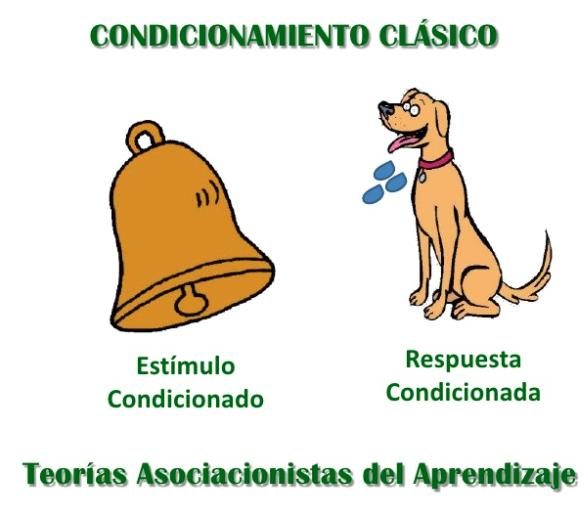 CONDICIONAMIENTO CLÁSICO
Estímulo
Condicionado
Respuesta
Condicionada
Teorías Asociacionistas del Aprendizaje